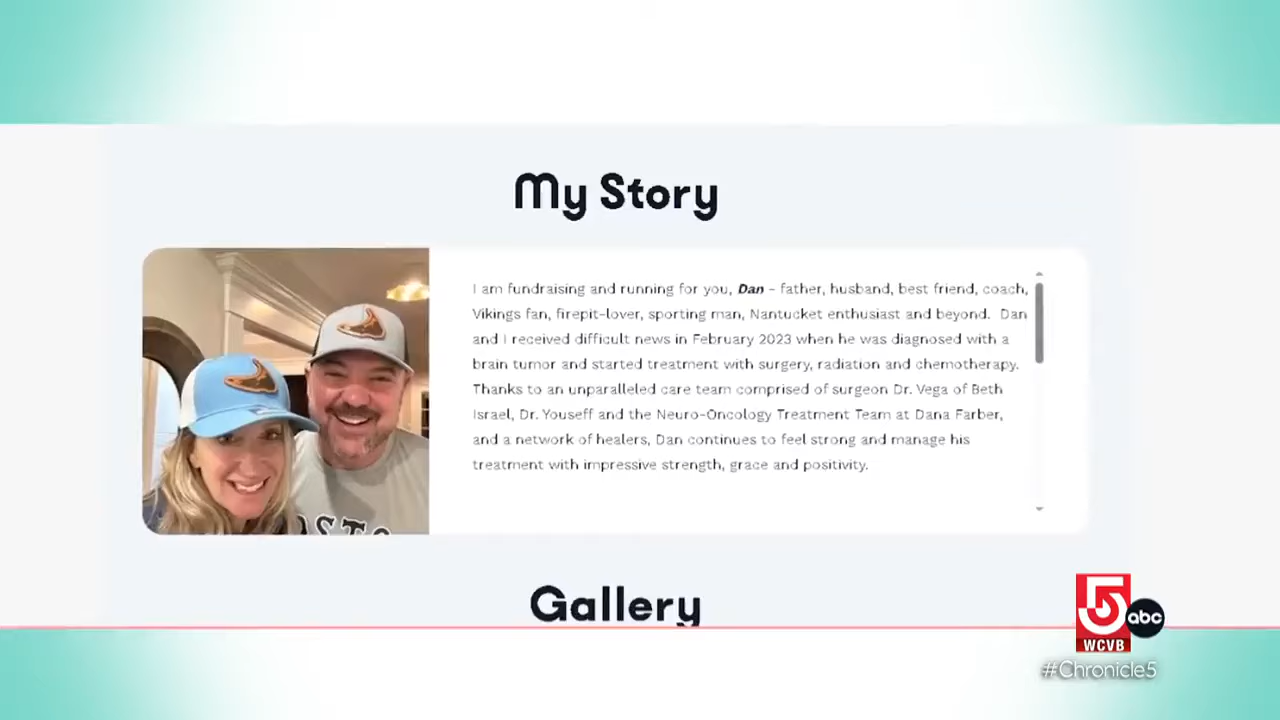 My Story
I am fundraising and running for you, Dan - father, husband, best friend, coach,
Vikings fan, firepit-lover, sporting man, Nantucket enthusiast and beyond. Dan
and I received difficult news in February 2023 when he was diagnosed with a
brain tumor and started treatment with surgery, radiation and chemotherapy.
Thanks to an unparalleled care team comprised of surgeon Dr. Vega of Beth
Israel, Dr. Youseff and the Neuro-Oncology Treatment Team at Dana Farber,
and a network of healers, Dan continues to feel strong and manage his
treatment with impressive strength, grace and positivity.
Gallery
5
abc
WCVB
#Chronicle5